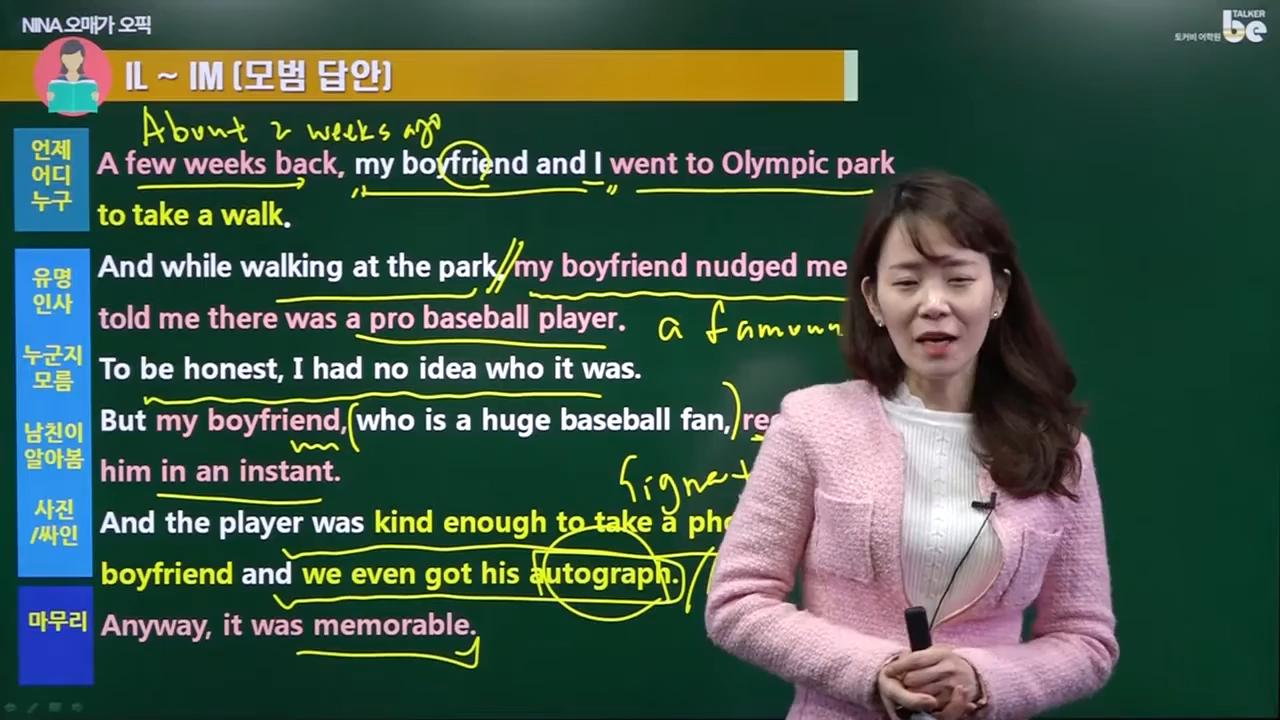 NINA 오매가 오픽
TALKER
be
토커비 어학원
IL ~ IM (모범 답안)
About 2 weeks ago
언제
어디
누구
A few weeks back, my boyfriend and I went to Olympic park
to take a walk.
유명
인사
And while walking at the park, my boyfriend nudged me
told me there was a pro baseball player.
a famous
누군지
모름
To be honest, I had no idea who it was.
남친이
알아봄
But my boyfriend, (who is a huge baseball fan,)
him in an instant.
사진
/싸인
And the player was kind enough to take a
boyfriend and we even got his autograph.
마무리
Anyway, it was memorable.